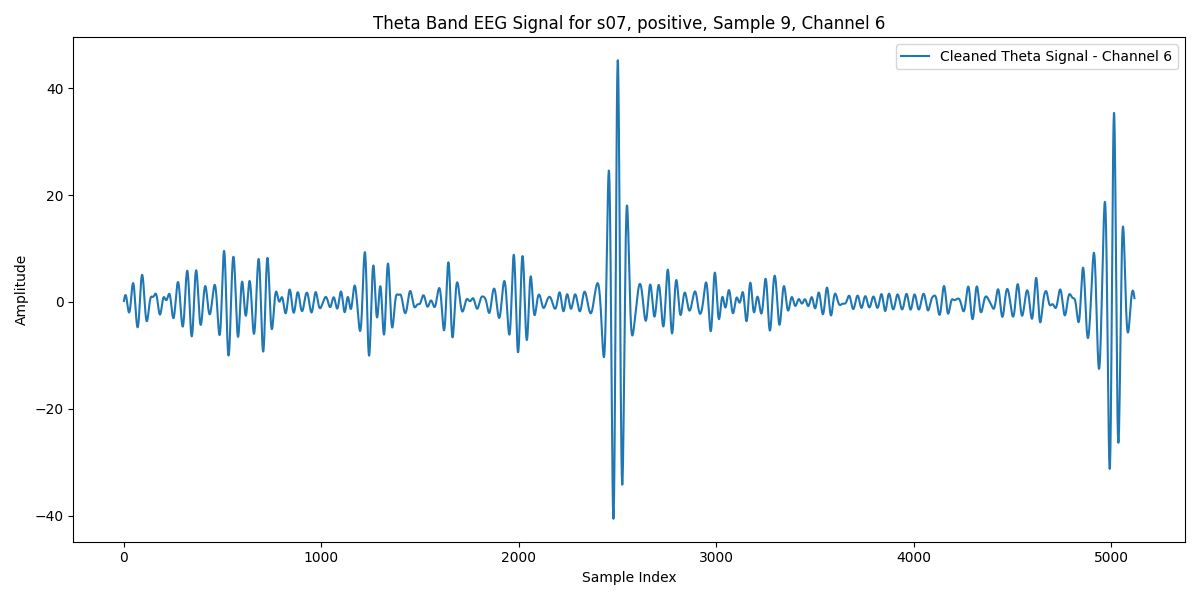 Theta Band EEG Signal for s07, positive, Sample 9, Channel 6
Cleaned Theta Signal - Channel 6
Amplitude
40
20
0
−20
−40
0 1000 2000 3000 4000 5000
Sample Index